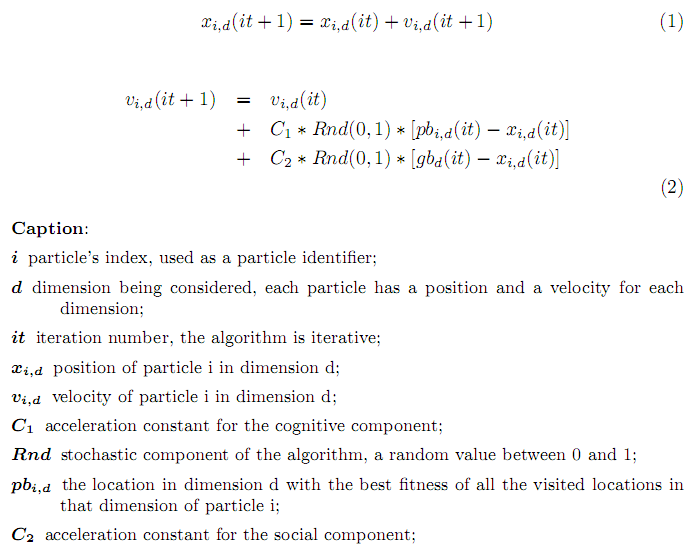 x_{i,d}(it + 1) = x_{i,d}(it) + v_{i,d}(it + 1) (1)
v_{i,d}(it + 1) = v_{i,d}(it)
+ C_1 * Rnd(0, 1) * [pb_{i,d}(it) − x_{i,d}(it)]
+ C_2 * Rnd(0, 1) * [gb_d(it) − x_{i,d}(it)]
(2)
Caption:
i particle's index, used as a particle identifier;
d dimension being considered, each particle has a position and a velocity for each
dimension;
it iteration number, the algorithm is iterative;
x_{i,d} position of particle i in dimension d;
v_{i,d} velocity of particle i in dimension d;
C_1 acceleration constant for the cognitive component;
Rnd stochastic component of the algorithm, a random value between 0 and 1;
pb_{i,d} the location in dimension d with the best fitness of all the visited locations in
that dimension of particle i;
C_2 acceleration constant for the social component;